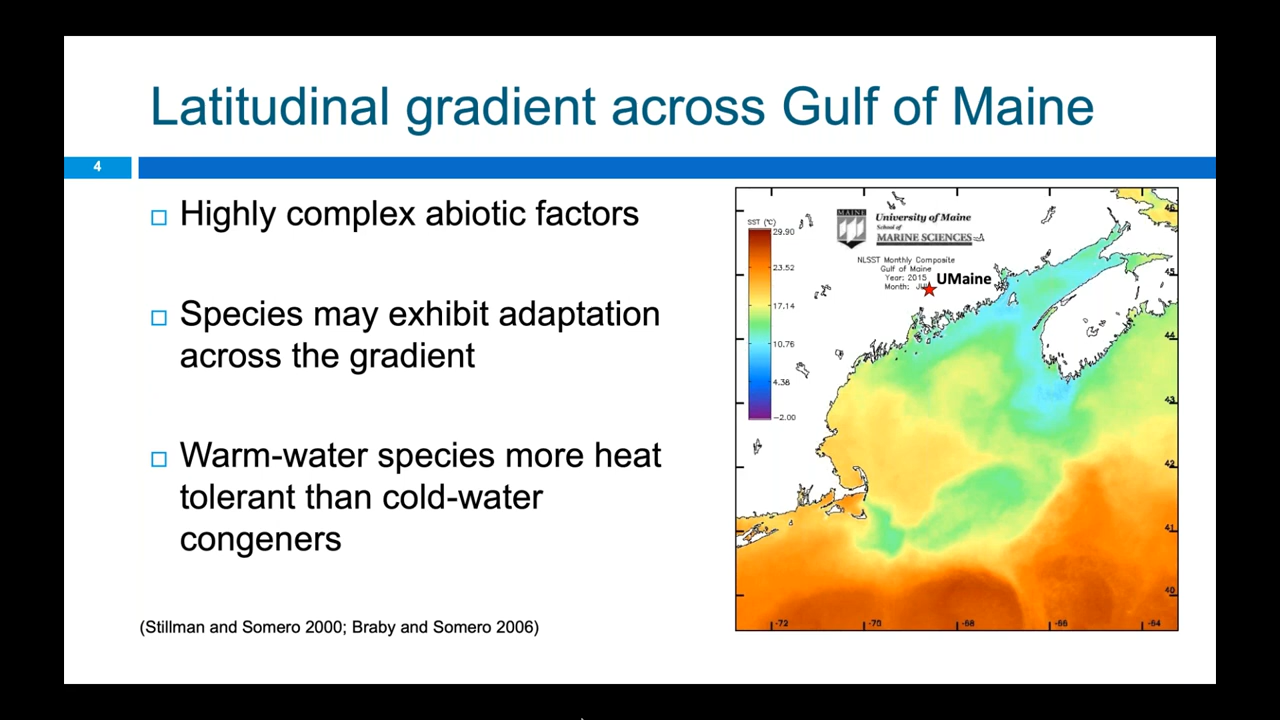 Latitudinal gradient across Gulf of Maine
4
Highly complex abiotic factors
Species may exhibit adaptation
across the gradient
Warm-water species more heat
tolerant than cold-water
congeners
(Stillman and Somero 2000; Braby and Somero 2006)
SST (°C)
29.90
23.52
17.14
10.76
4.38
-2.00
MAINE
University of Maine
School of
MARINE SCIENCES
NLSST Monthly Composite
Gulf of Maine
Year: 2015
Month:
UMaine
46
45
44
43
42
41
40
-72
-70
-68
-66
-64